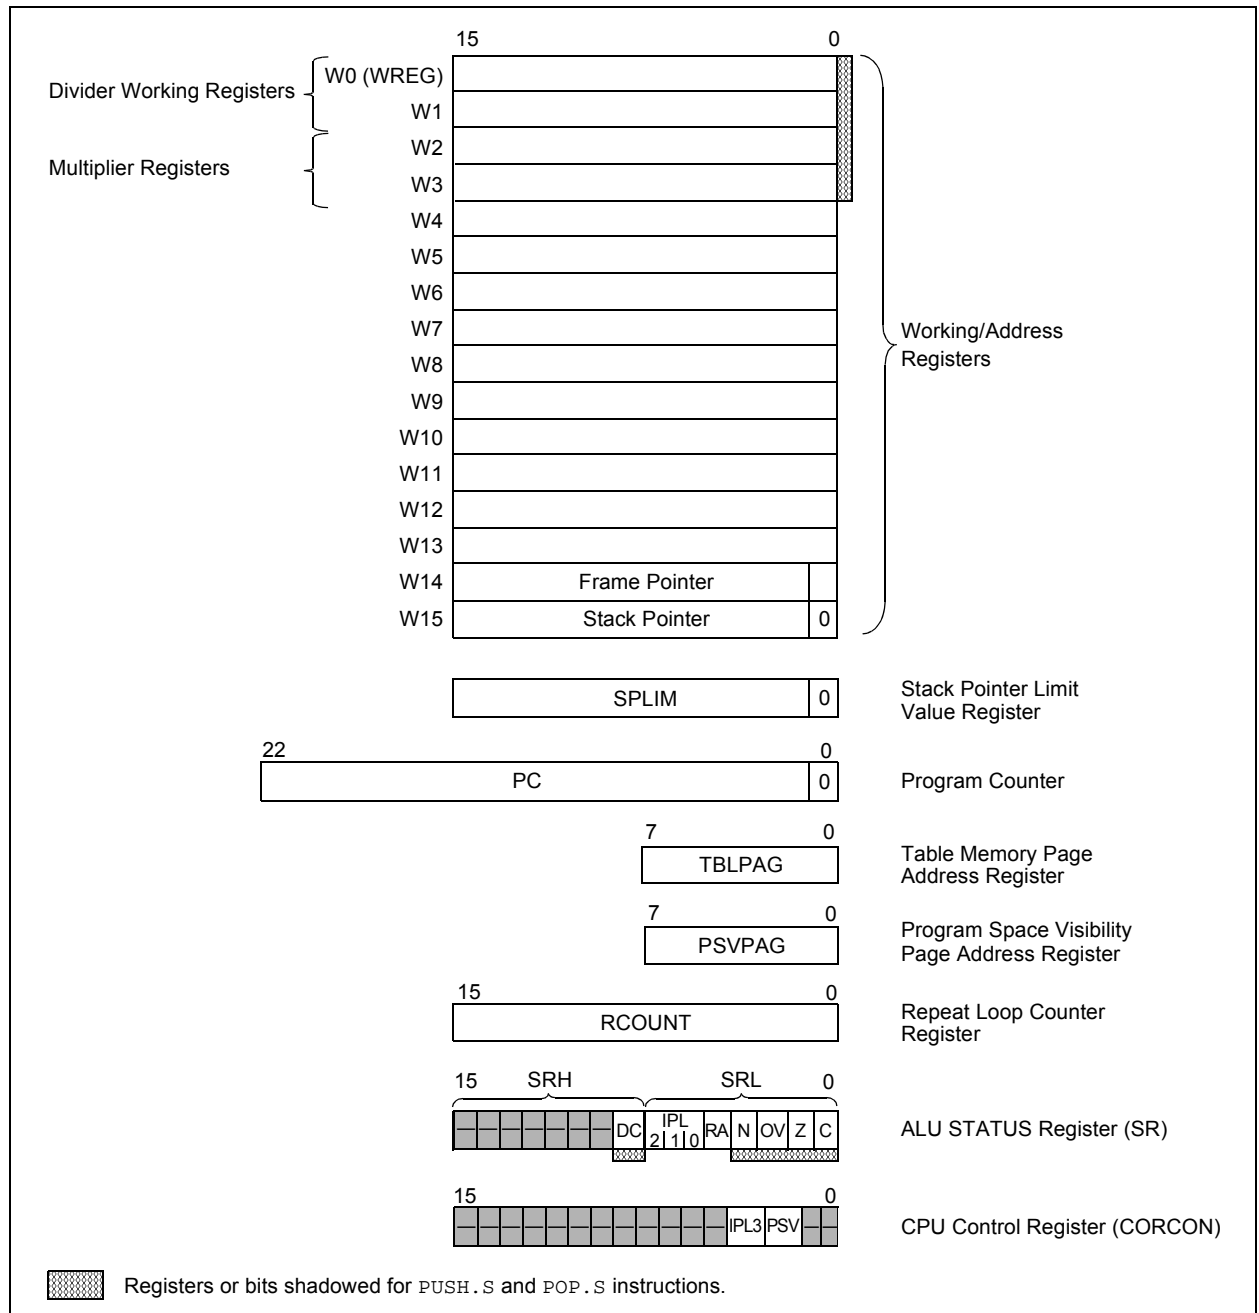 15 0
Divider Working Registers
W0 (WREG)
W1
Multiplier Registers
W2
W3
W4
W5
W6
W7
W8
W9
W10
W11
W12
W13
W14 Frame Pointer
W15 Stack Pointer 0
Working/Address
Registers
SPLIM 0
Stack Pointer Limit
Value Register
22 0
PC 0
Program Counter
7 0
TBLPAG
Table Memory Page
Address Register
7 0
PSVPAG
Program Space Visibility
Page Address Register
15 0
RCOUNT
Repeat Loop Counter
Register
15 SRH SRL 0
— — — — — — — DC IPL 2 1 0 RA N OV Z C
ALU STATUS Register (SR)
15 0
— — — — — — — — — — — — IPL3 PSV — —
CPU Control Register (CORCON)
Registers or bits shadowed for PUSH.S and POP.S instructions.